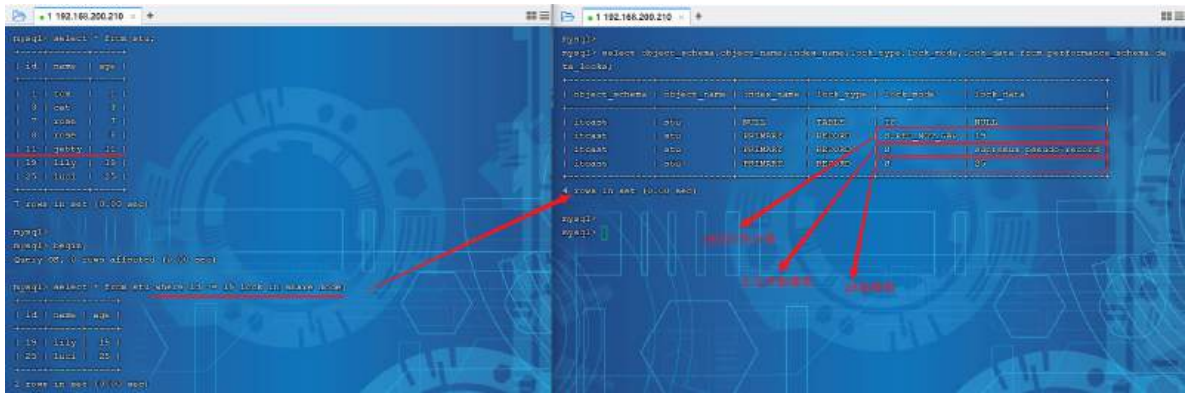 1 192.168.200.210 × +
mysql> select * from stu;
| id | name | age |
| 1 | tom | 1 |
| 3 | cat | 3 |
| 7 | rose | 7 |
| 8 | rose | 8 |
| 11 | jetty | 11 |
| 19 | lily | 19 |
| 25 | luci | 25 |
7 rows in set (0.00 sec)
mysql>
mysql> begin;
Query OK, 0 rows affected (0.00 sec)
mysql> select * from stu where id >= 19 lock in share mode;
| id | name | age |
| 19 | lily | 19 |
| 25 | luci | 25 |
2 rows in set (0.00 sec)
1 192.168.200.210 × +
mysql>
mysql> select object_schema,object_name,index_name,lock_type,lock_mode,lock_data from performance_schema.da
ta_locks;
| object_schema | object_name | index_name | lock_type | lock_mode | lock_data |
| itcast | stu | NULL | TABLE | IS | NULL |
| itcast | stu | PRIMARY | RECORD | S,REC_NOT_GAP | 19 |
| itcast | stu | PRIMARY | RECORD | S | supremum pseudo-record |
| itcast | stu | PRIMARY | RECORD | S | 25 |
4 rows in set (0.00 sec)
mysql>
mysql>